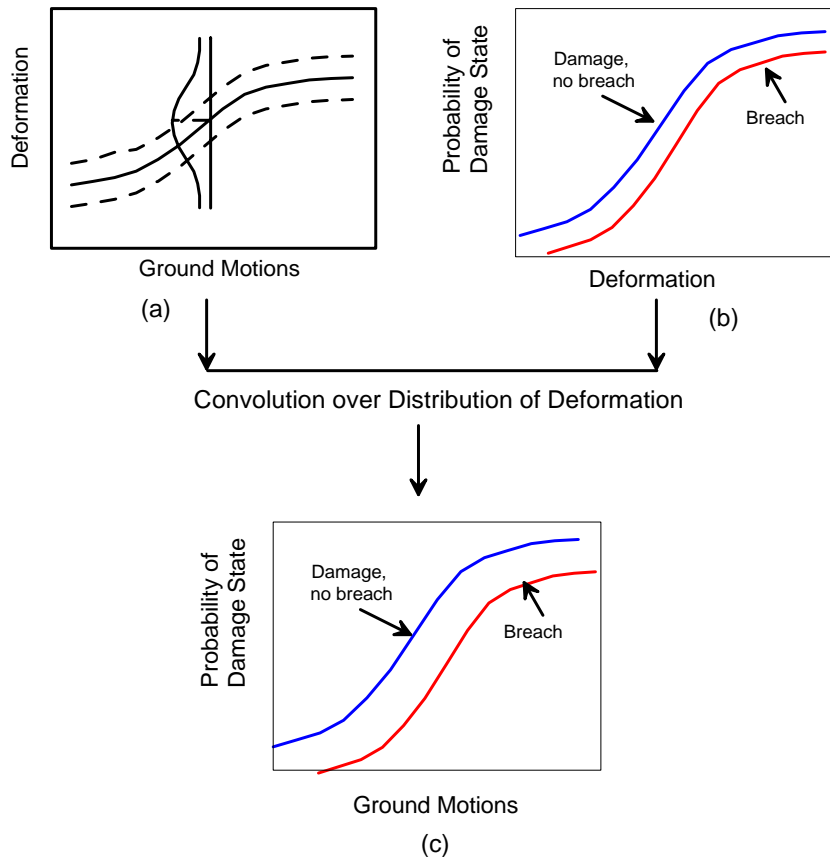 Deformation
Ground Motions
(a)
Probability of
Damage State
Damage,
no breach
Breach
Deformation
(b)
Convolution over Distribution of Deformation
Probability of
Damage State
Damage,
no breach
Breach
Ground Motions
(c)